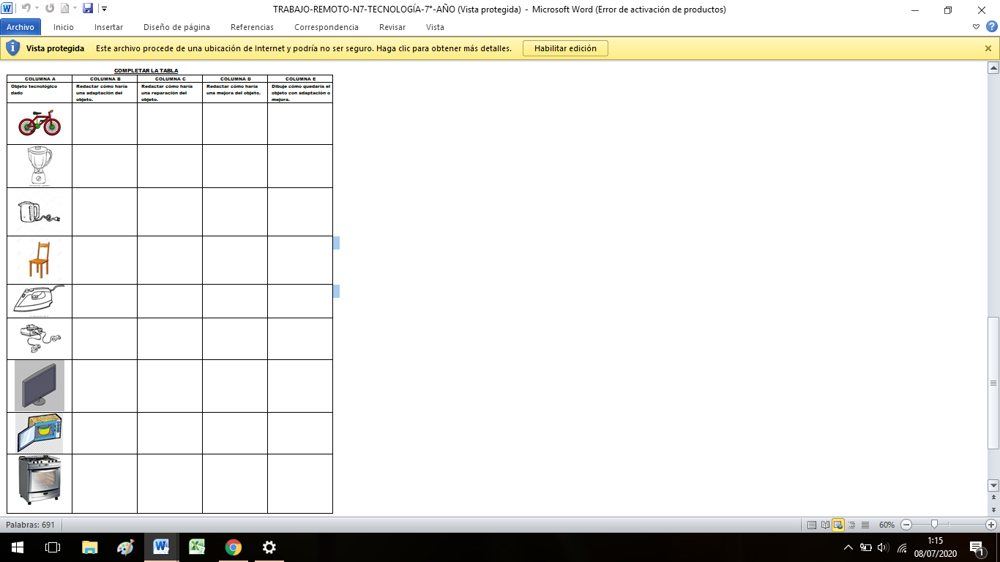 TRABAJO-REMOTO-N7-TECNOLOGÍA-7°-AÑO (Vista protegida) - Microsoft Word (Error de activación de productos)
Archivo Inicio Insertar Diseño de página Referencias Correspondencia Revisar Vista
Vista protegida Este archivo procede de una ubicación de Internet y podría no ser seguro. Haga clic para obtener más detalles. Habilitar edición
COMPLETAR LA TABLA
COLUMNA A COLUMNA B COLUMNA C COLUMNA D COLUMNA E
Objeto tecnológico Redactar cómo haría Redactar cómo haría Redactar cómo haría Dibuje cómo quedaría el
dado una adaptación del una reparación del una mejora del objeto. objeto con adaptación o
objeto. objeto. mejora.
Palabras: 691 60%
1:15
08/07/2020
1